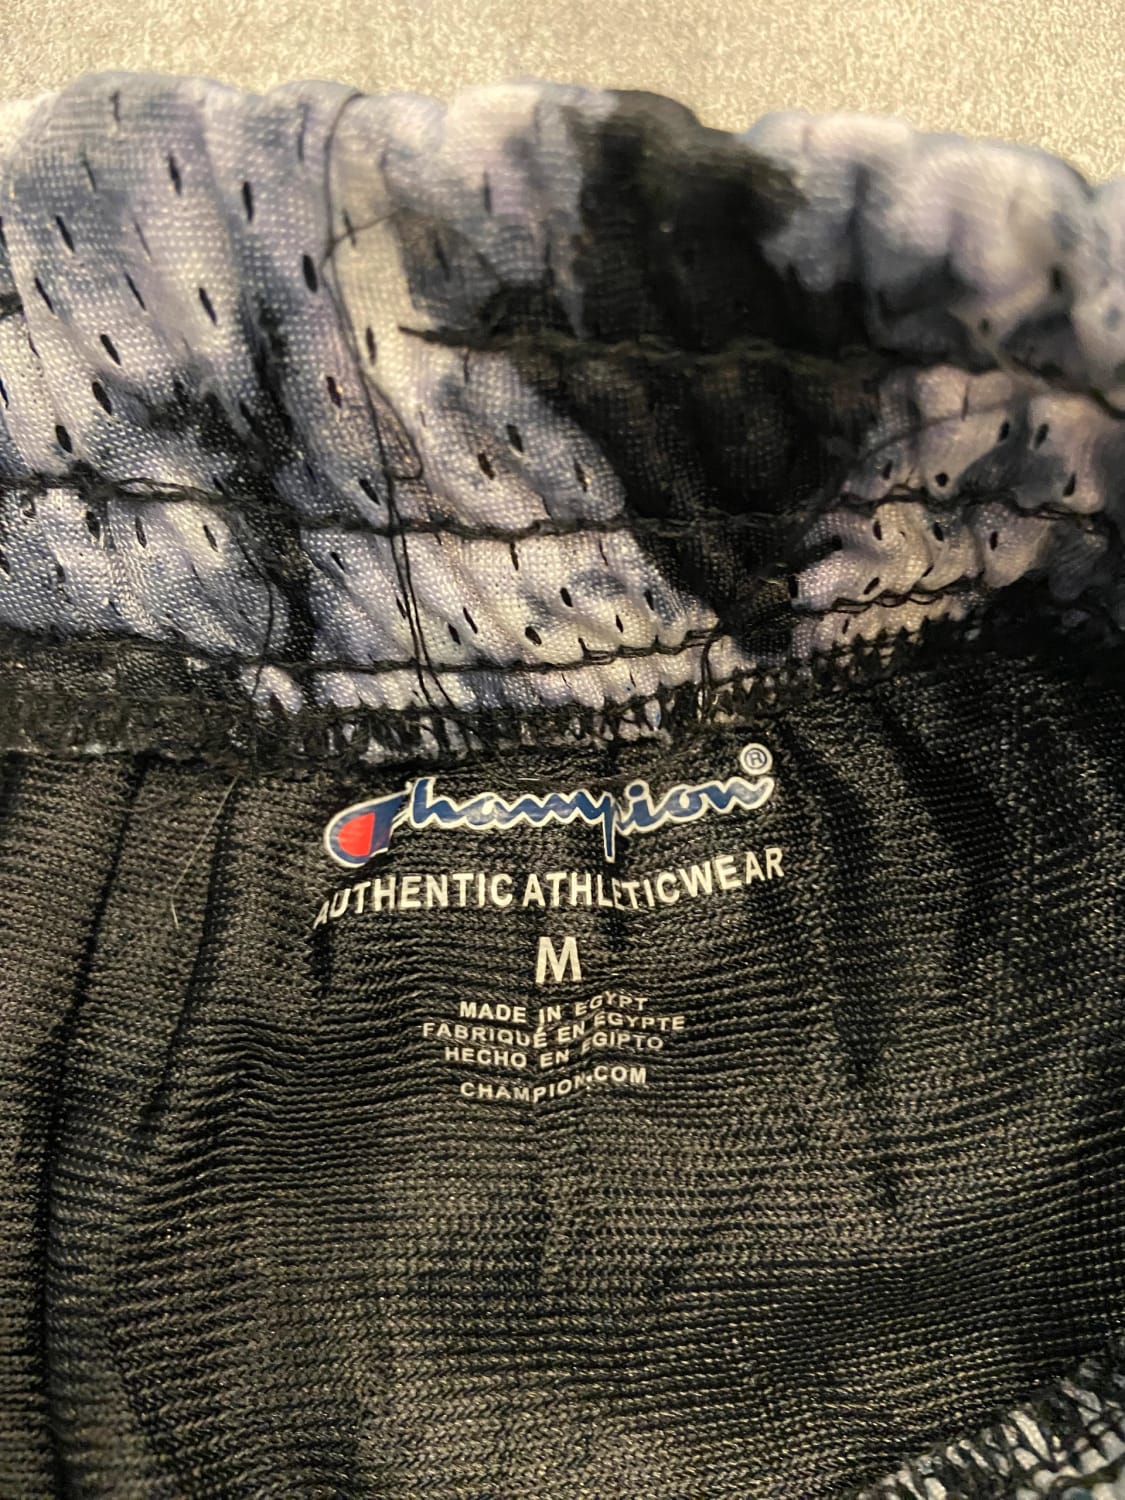 Champion®
AUTHENTIC ATHLETICWEAR
M
MADE IN EGYPT
FABRIQUÉ EN EGYPTE
HECHO EN EGIPTO
CHAMPION.COM